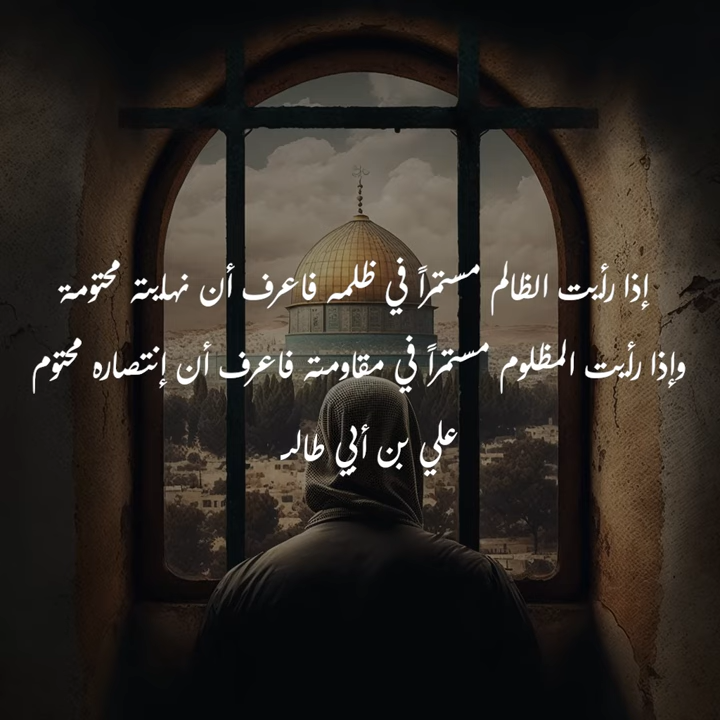 إذا رأيت الظالم مستمراً في ظلمه فاعرف أن نهايته محتومة
وإذا رأيت المظلوم مستمراً في مقاومته فاعرف أن إنتصاره محتوم
علي بن أبي طالد